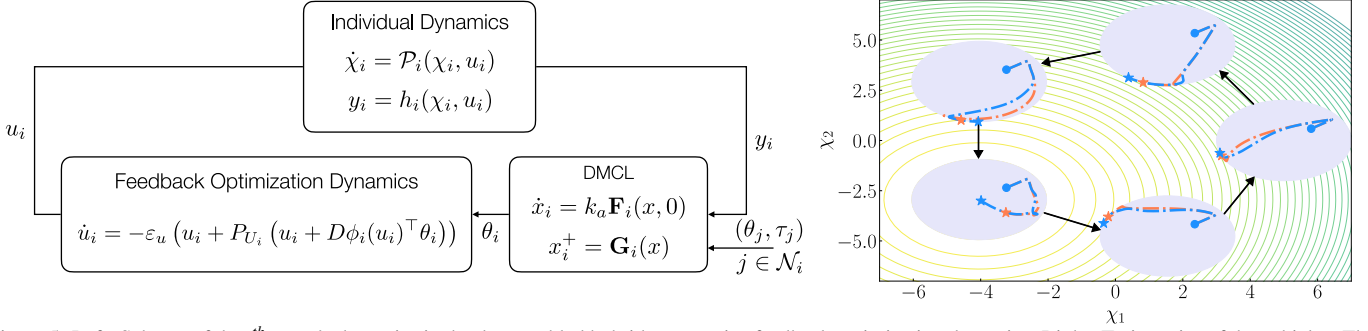 Individual Dynamics
χ̇_i = 𝒫_i(χ_i, u_i)
y_i = h_i(χ_i, u_i)
u_i
y_i
Feedback Optimization Dynamics
u̇_i = −ε_u (u_i + P_{U_i} (u_i + Dϕ_i(u_i)^⊤ θ_i))
θ_i
DMCL
ẋ_i = k_a 𝐅_i(x, 0)
x_i^+ = 𝐆_i(x)
(θ_j, τ_j)
j ∈ 𝒩_i
χ_2
5.0
2.5
0.0
−2.5
−5.0
−6
−4
−2
0
2
4
6
χ_1